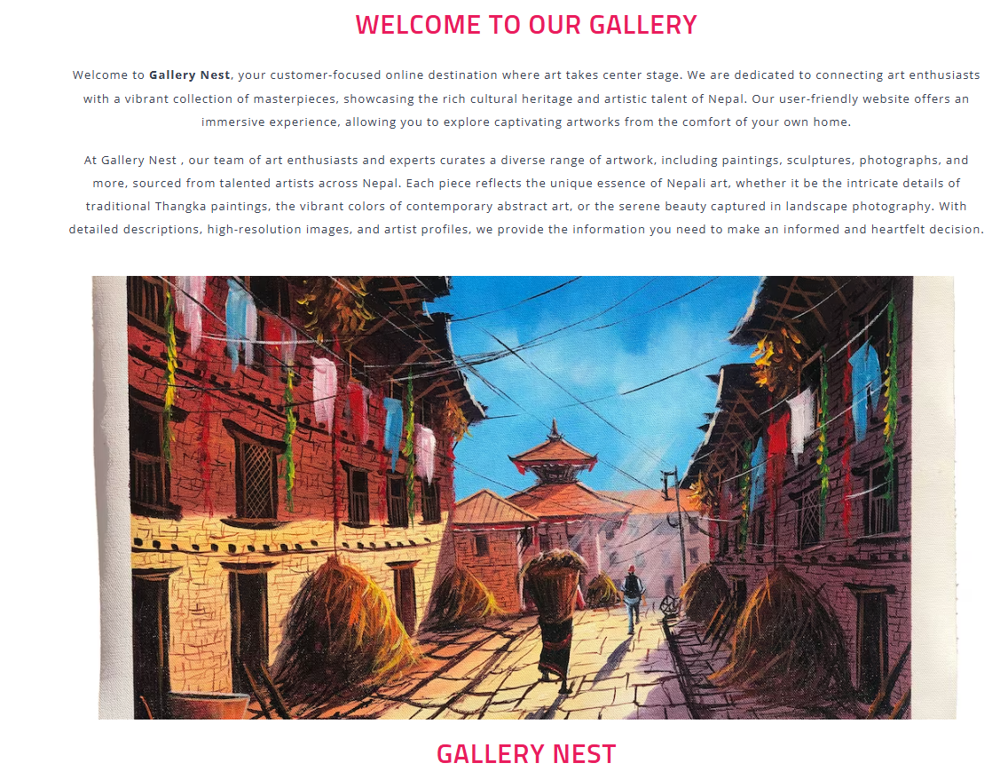 WELCOME TO OUR GALLERY
Welcome to Gallery Nest, your customer-focused online destination where art takes center stage. We are dedicated to connecting art enthusiasts
with a vibrant collection of masterpieces, showcasing the rich cultural heritage and artistic talent of Nepal. Our user-friendly website offers an
immersive experience, allowing you to explore captivating artworks from the comfort of your own home.
At Gallery Nest , our team of art enthusiasts and experts curates a diverse range of artwork, including paintings, sculptures, photographs, and
more, sourced from talented artists across Nepal. Each piece reflects the unique essence of Nepali art, whether it be the intricate details of
traditional Thangka paintings, the vibrant colors of contemporary abstract art, or the serene beauty captured in landscape photography. With
detailed descriptions, high-resolution images, and artist profiles, we provide the information you need to make an informed and heartfelt decision.
GALLERY NEST